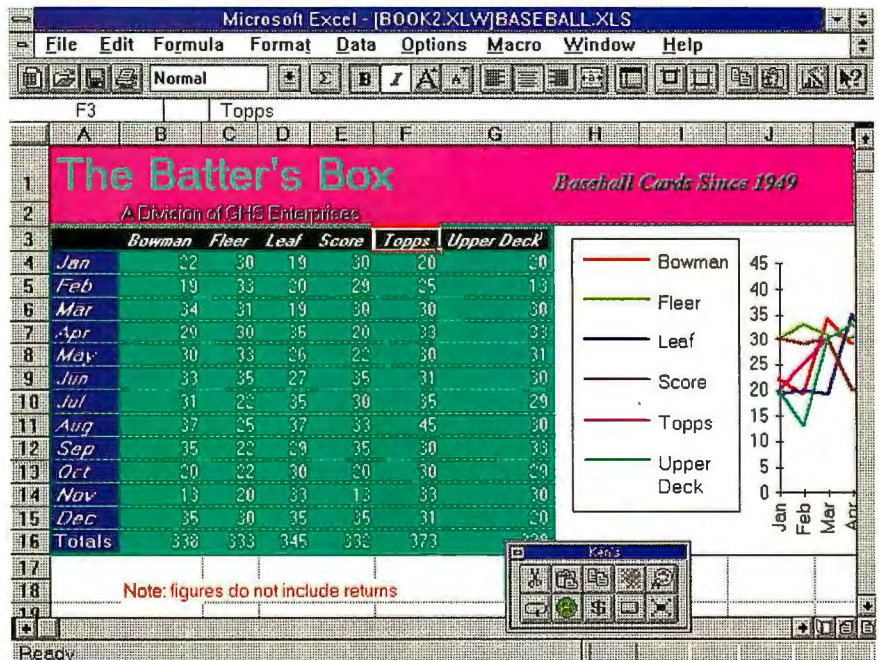 Microsoft Excel - [BOOK2.XLW]BASEBALL.XLS
File Edit Formula Format Data Options Macro Window Help
Normal Σ B I A A
F3 Topps
A B C D E F G H I J
1 The Batter's Box Baseball Cards Since 1949
2 A Division of GHS Enterprises
3 Bowman Fleer Leaf Score Topps Upper Deck
4 Jan 22 30 19 30 20 20
5 Feb 19 33 20 29 25 13
6 Mar 34 31 19 30 30 30
7 Apr 29 30 35 20 33 33
8 May 30 33 26 22 30 31
9 Jun 33 35 27 35 31 30
10 Jul 31 22 35 30 35 29
11 Aug 37 25 37 33 45 30
12 Sep 35 22 29 35 30 33
13 Oct 20 22 30 20 30 29
14 Nov 13 20 33 13 33 30
15 Dec 35 30 35 35 31 20
16 Totals 338 333 345 332 373
17
18 Note: figures do not include returns
19
Bowman
Fleer
Leaf
Score
Topps
Upper
Deck
45
40
35
30
25
20
15
10
5
0
Jan
Feb
Mar
Apr
Ken's
$
Ready